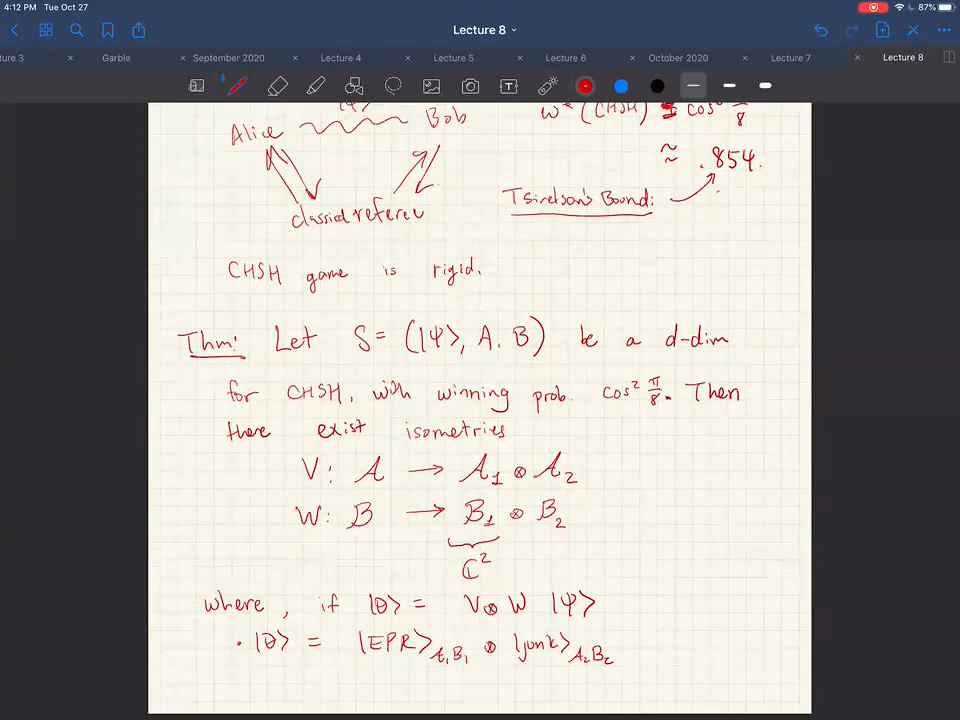 4:12 PM Tue Oct 27
87%
Lecture 8
ture 3
Garble
September 2020
Lecture 4
Lecture 5
Lecture 6
October 2020
Lecture 7
Lecture 8
Alice
Bob
ω* (CHSH) = cos² π/8
≈ .854.
Tsirelson's Bound:
CHSH game is rigid.
Thm: Let S = (|ψ>, A, B) be a d-dim
for CHSH, with winning prob. cos² π/8. Then
there exist isometries
V: A → A₁ ⊗ A₂
W: B → B₁ ⊗ B₂
ℂ²
where, if |θ> = V⊗W |ψ>
· |θ> = |EPR>A₁B₁ ⊗ |junk>A₂B₂